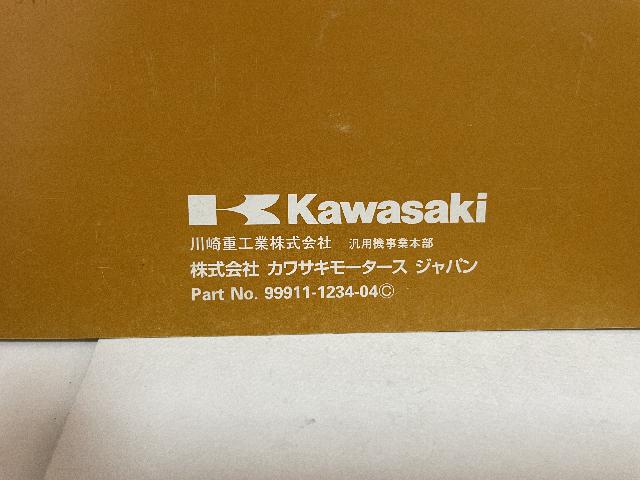 Kawasaki
川崎重工業株式会社 汎用機事業本部
株式会社 カワサキモータース ジャパン
Part No. 99911-1234-04Ⓒ